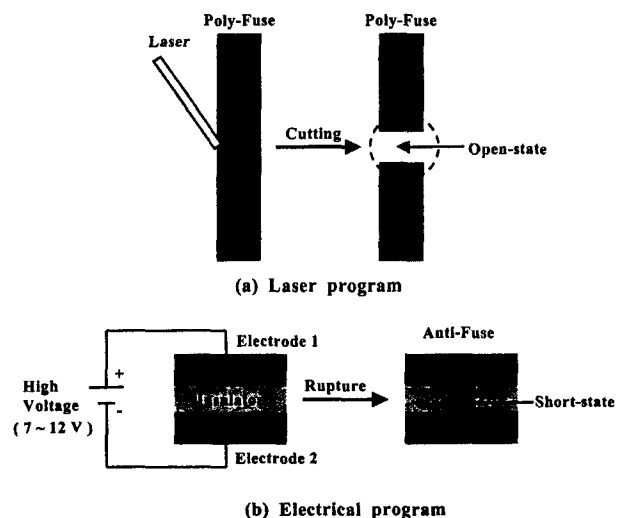 Poly-Fuse
Poly-Fuse
Laser
Cutting
Open-state
(a) Laser program
Anti-Fuse
Electrode 1
+
High
Voltage
( 7 ~ 12 V )
-
Rupture
Short-state
Electrode 2
(b) Electrical program